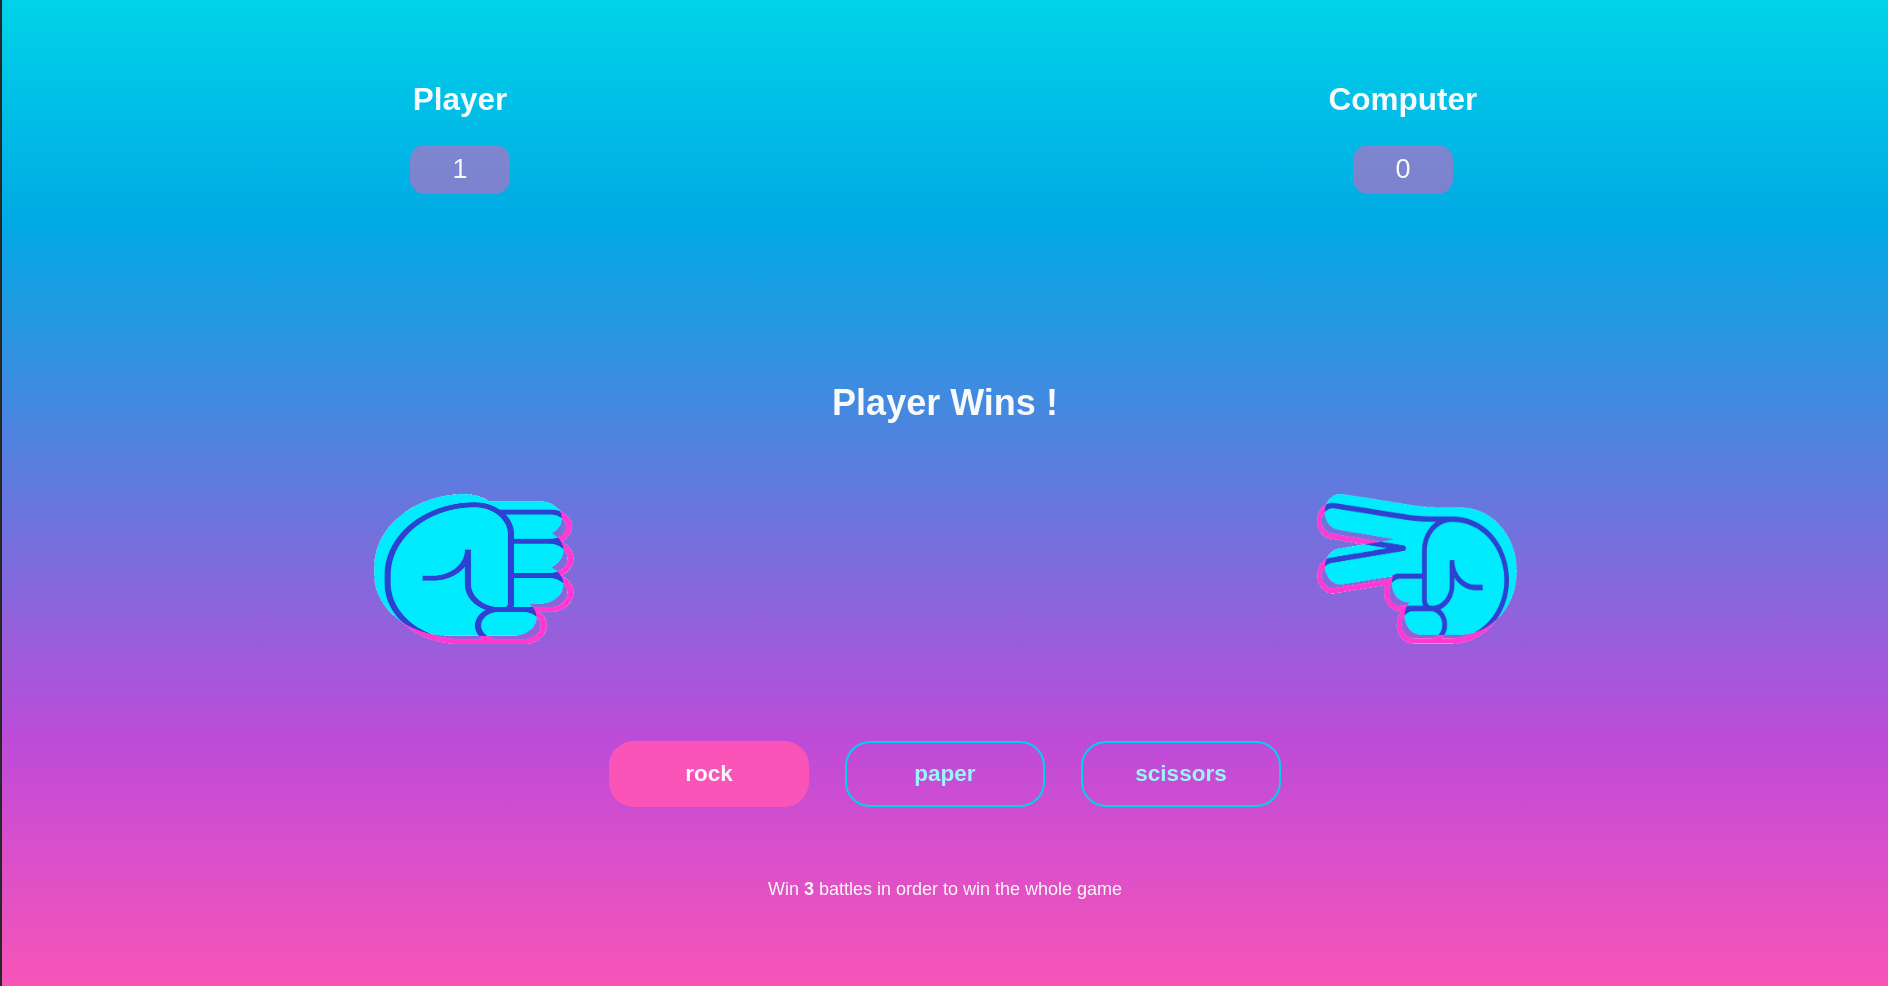 Player
Computer
1
0
Player Wins !
rock
paper
scissors
Win 3 battles in order to win the whole game